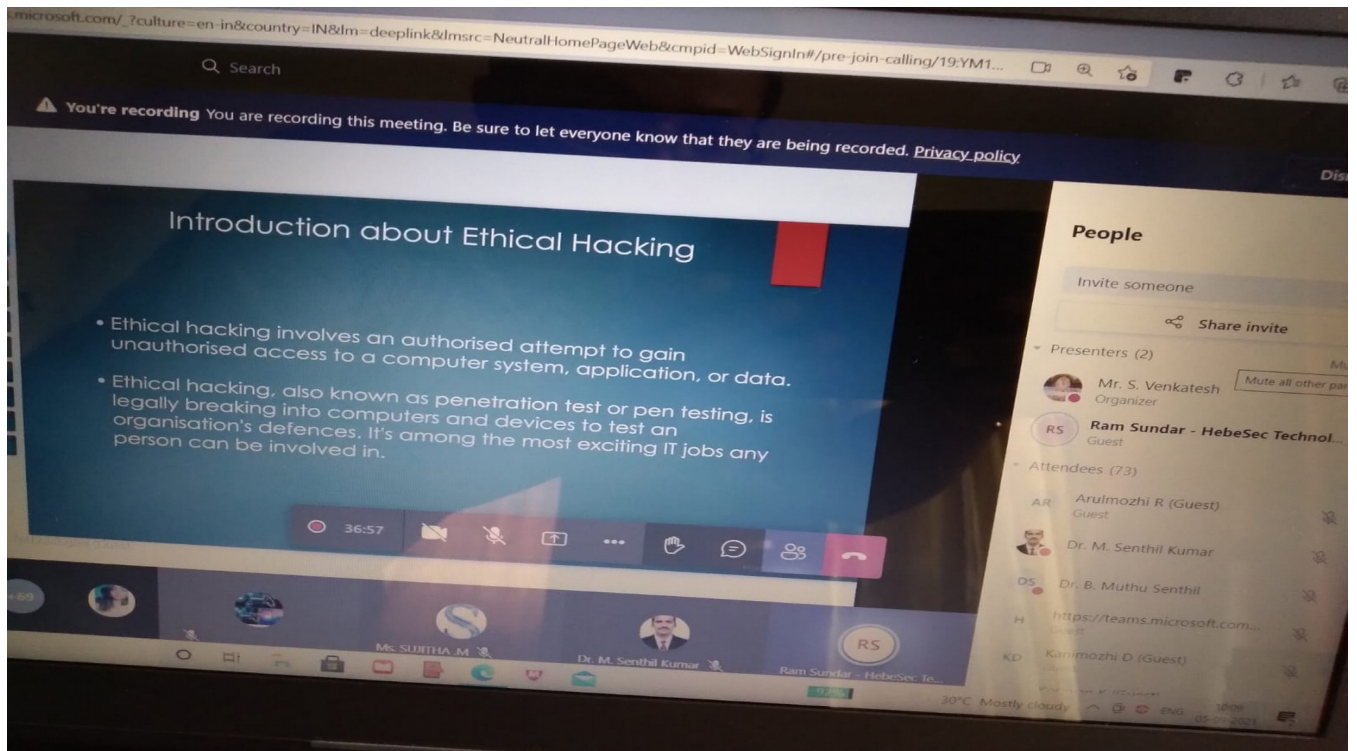 .microsoft.com/_?culture=en-in&country=IN&lm=deeplink&lmsrc=NeutralHomePageWeb&cmpid=WebSignIn#/pre-join-calling/19:YM1...
Search
You're recording You are recording this meeting. Be sure to let everyone know that they are being recorded. Privacy policy
Introduction about Ethical Hacking
• Ethical hacking involves an authorised attempt to gain
unauthorised access to a computer system, application, or data.
• Ethical hacking, also known as penetration test or pen testing, is
legally breaking into computers and devices to test an
organisation's defences. It's among the most exciting IT jobs any
person can be involved in.
36:57
People
Invite someone
Share invite
Presenters (2)
Mr. S. Venkatesh
Mute all other par
Organizer
RS
Ram Sundar - HebeSec Technol...
Guest
Attendees (73)
AR
Arulmozhi R (Guest)
Guest
Dr. M. Senthil Kumar
DS
Dr. B. Muthu Senthil
H
https://teams.microsoft.com...
Guest
KD
Kanimozhi D (Guest)
Ms. SUJITHA .M
Dr. M. Senthil Kumar
RS
Ram Sundar - HebeSec Te...
30°C Mostly cloudy
ENG